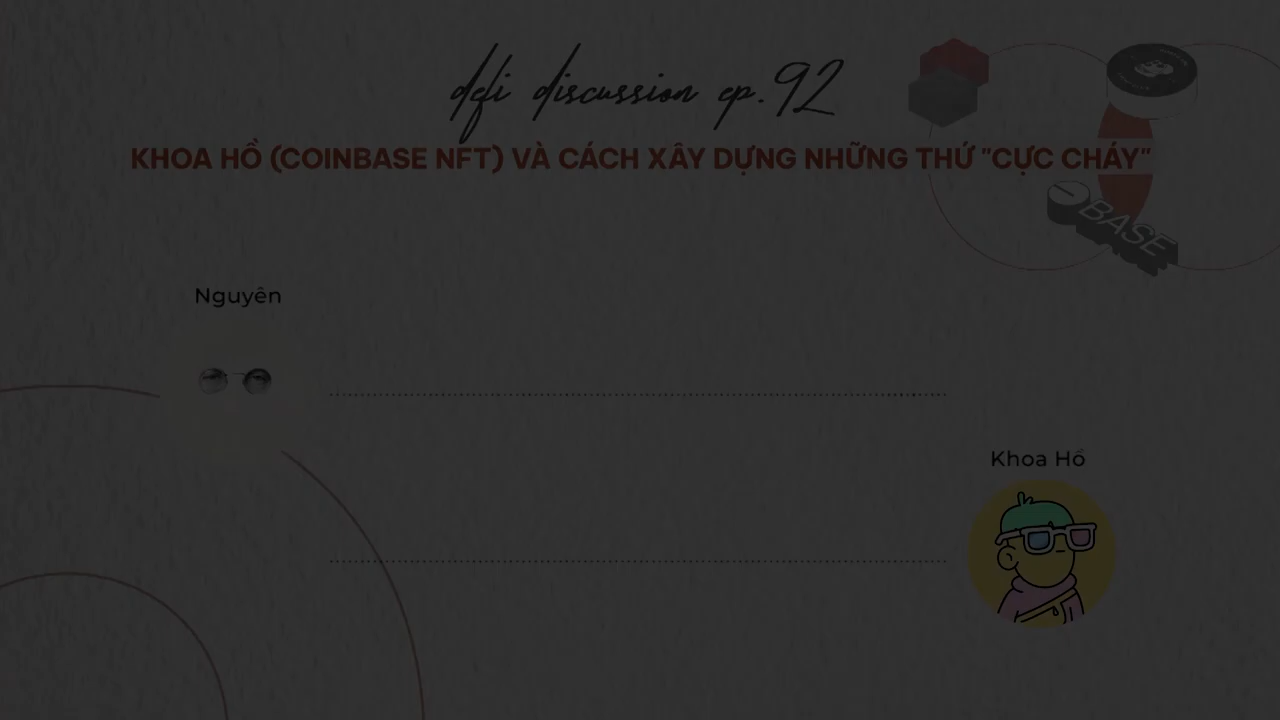 defi discussion ep.92
KHOA HỒ (COINBASE NFT) VÀ CÁCH XÂY DỰNG NHỮNG THỨ "CỰC CHÁY"
BASE
Nguyên
Khoa Hồ